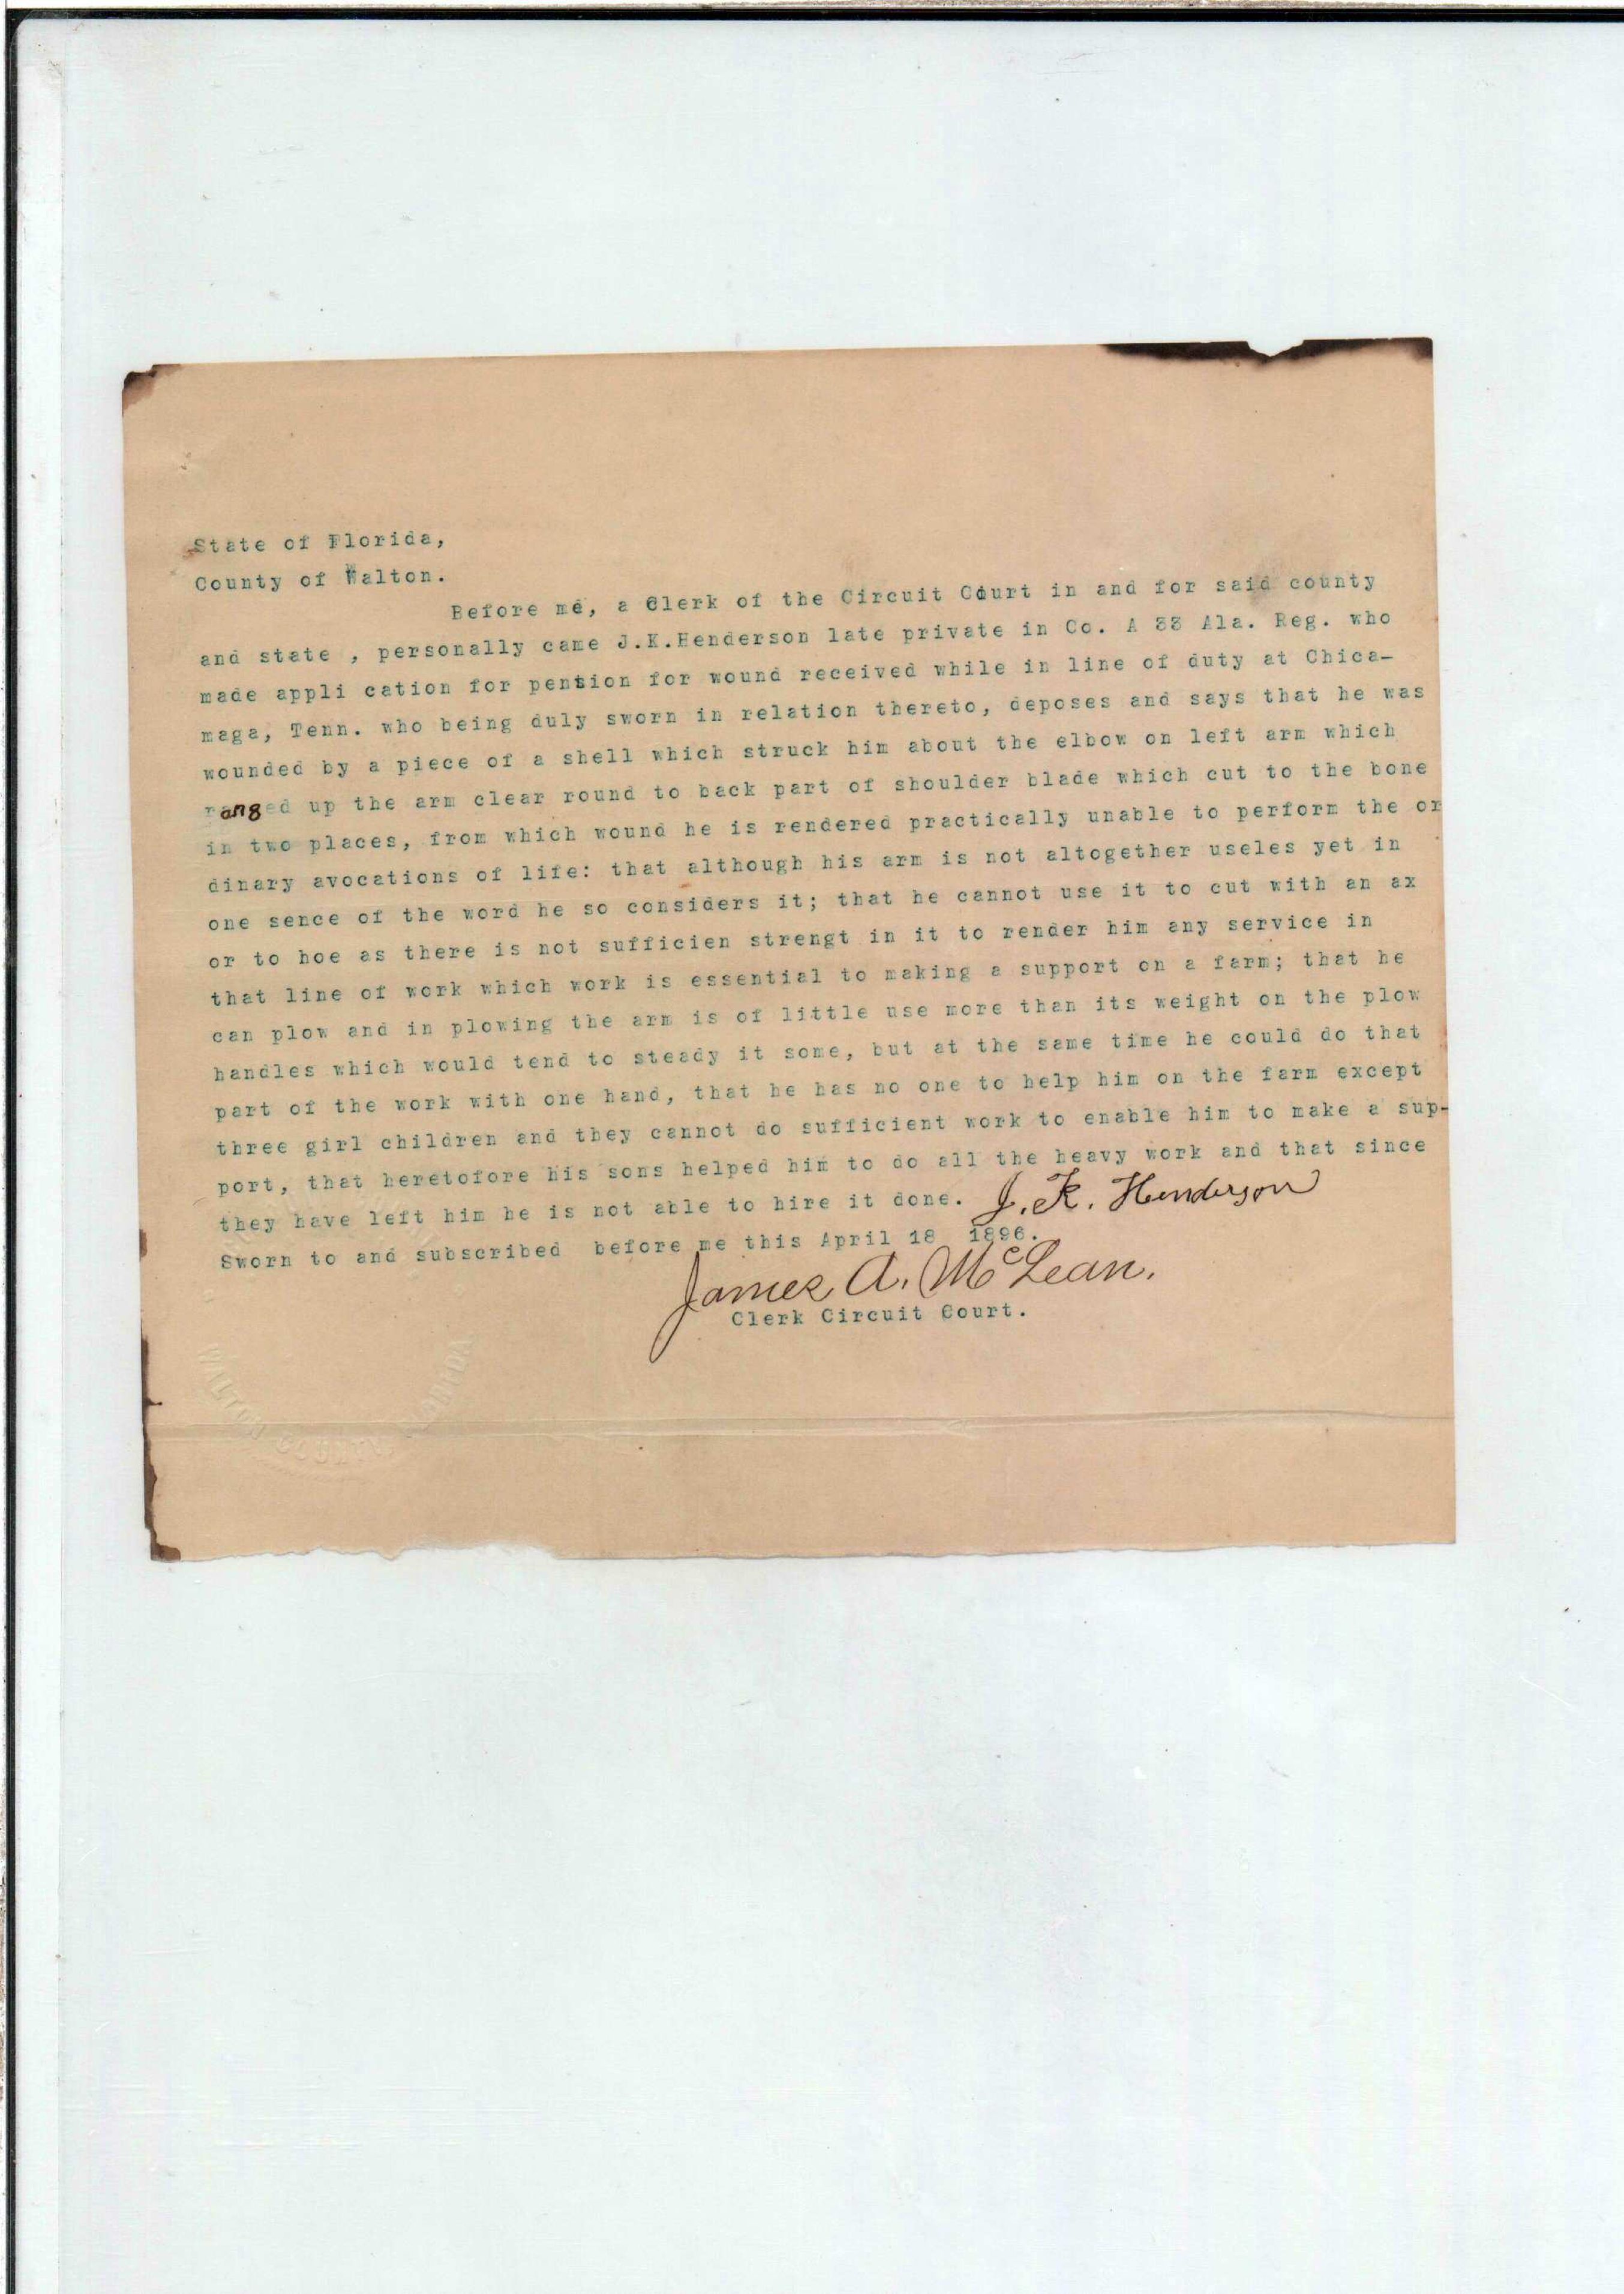 State of Florida,
County of Walton.
Before me, a Clerk of the Circuit Court in and for said county
and state , personally came J.K.Henderson late private in Co. A 33 Ala. Reg. who
made appli cation for pention for wound received while in line of duty at Chica-
maga, Tenn. who being duly sworn in relation thereto, deposes and says that he was
wounded by a piece of a shell which struck him about the elbow on left arm which
ranged up the arm clear round to back part of shoulder blade which cut to the bone
in two places, from which wound he is rendered practically unable to perform the or
dinary avocations of life: that although his arm is not altogether useles yet in
one sence of the word he so considers it; that he cannot use it to cut with an ax
or to hoe as there is not sufficien strengt in it to render him any service in
that line of work which work is essential to making a support on a farm; that he
can plow and in plowing the arm is of little use more than its weight on the plow
handles which would tend to steady it some, but at the same time he could do that
part of the work with one hand, that he has no one to help him on the farm except
three girl children and they cannot do sufficient work to enable him to make a sup-
port, that heretofore his sons helped him to do all the heavy work and that since
they have left him he is not able to hire it done. J. K. Henderson
Sworn to and subscribed before me this April 18 1896.
James A. McLean.
Clerk Circuit Court.